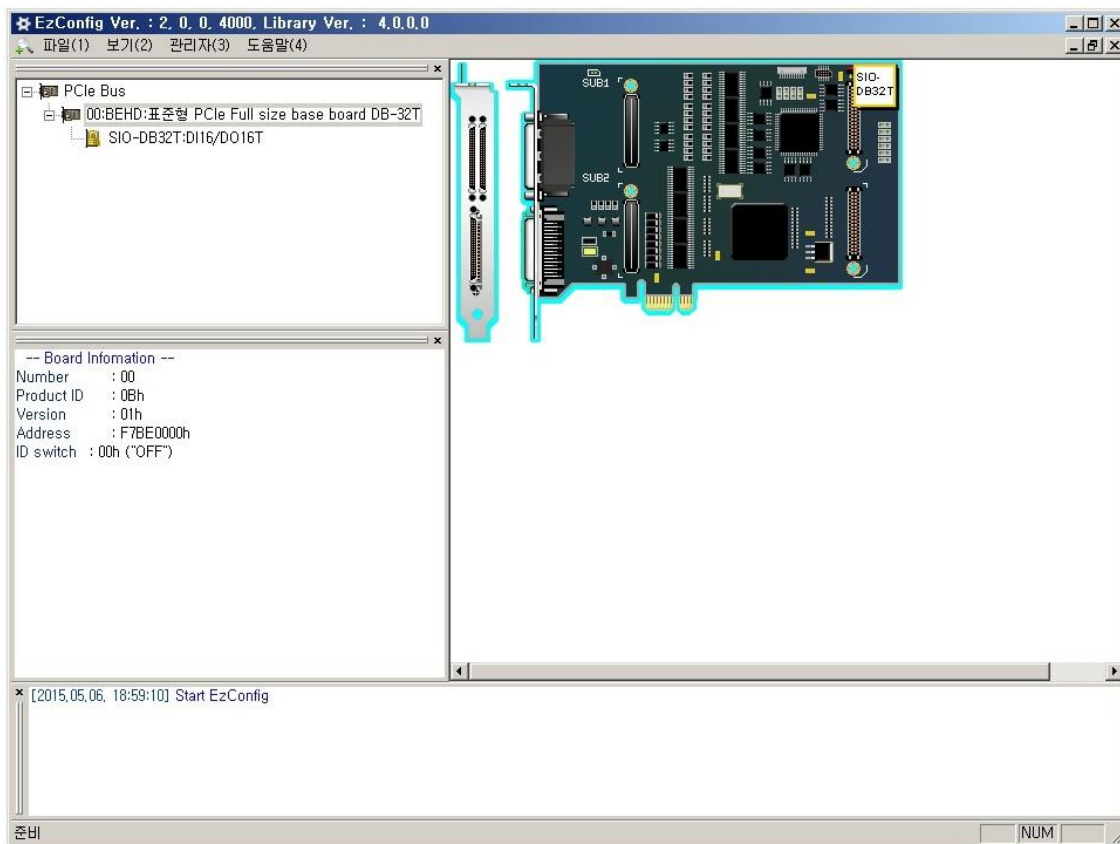 EzConfig Ver. : 2, 0, 0, 4000, Library Ver. : 4.0.0.0
파일(1) 보기(2) 관리자(3) 도움말(4)
PCIe Bus
00:BEHD:표준형 PCIe Full size base board DB-32T
SIO-DB32T:DI16/DO16T
SUB1
SUB2
SIO-
DB32T
-- Board Infomation --
Number : 00
Product ID : 0Bh
Version : 01h
Address : F7BE0000h
ID switch : 00h ("OFF")
[2015.05.06. 18:59:10] Start EzConfig
준비
NUM